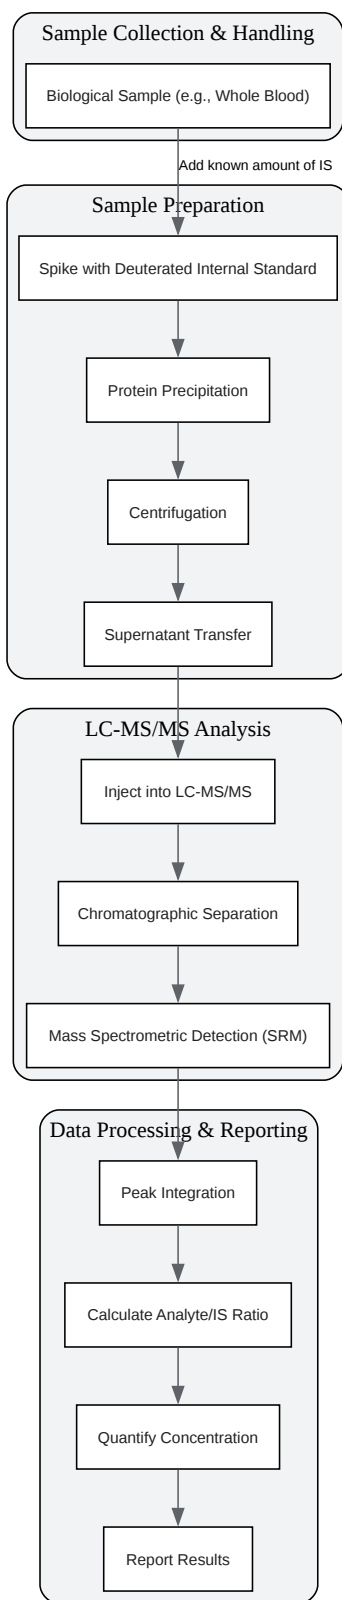 Sample Collection & Handling
Biological Sample (e.g., Whole Blood)
Add known amount of IS
Sample Preparation
Spike with Deuterated Internal Standard
Protein Precipitation
Centrifugation
Supernatant Transfer
LC-MS/MS Analysis
Inject into LC-MS/MS
Chromatographic Separation
Mass Spectrometric Detection (SRM)
Data Processing & Reporting
Peak Integration
Calculate Analyte/IS Ratio
Quantify Concentration
Report Results